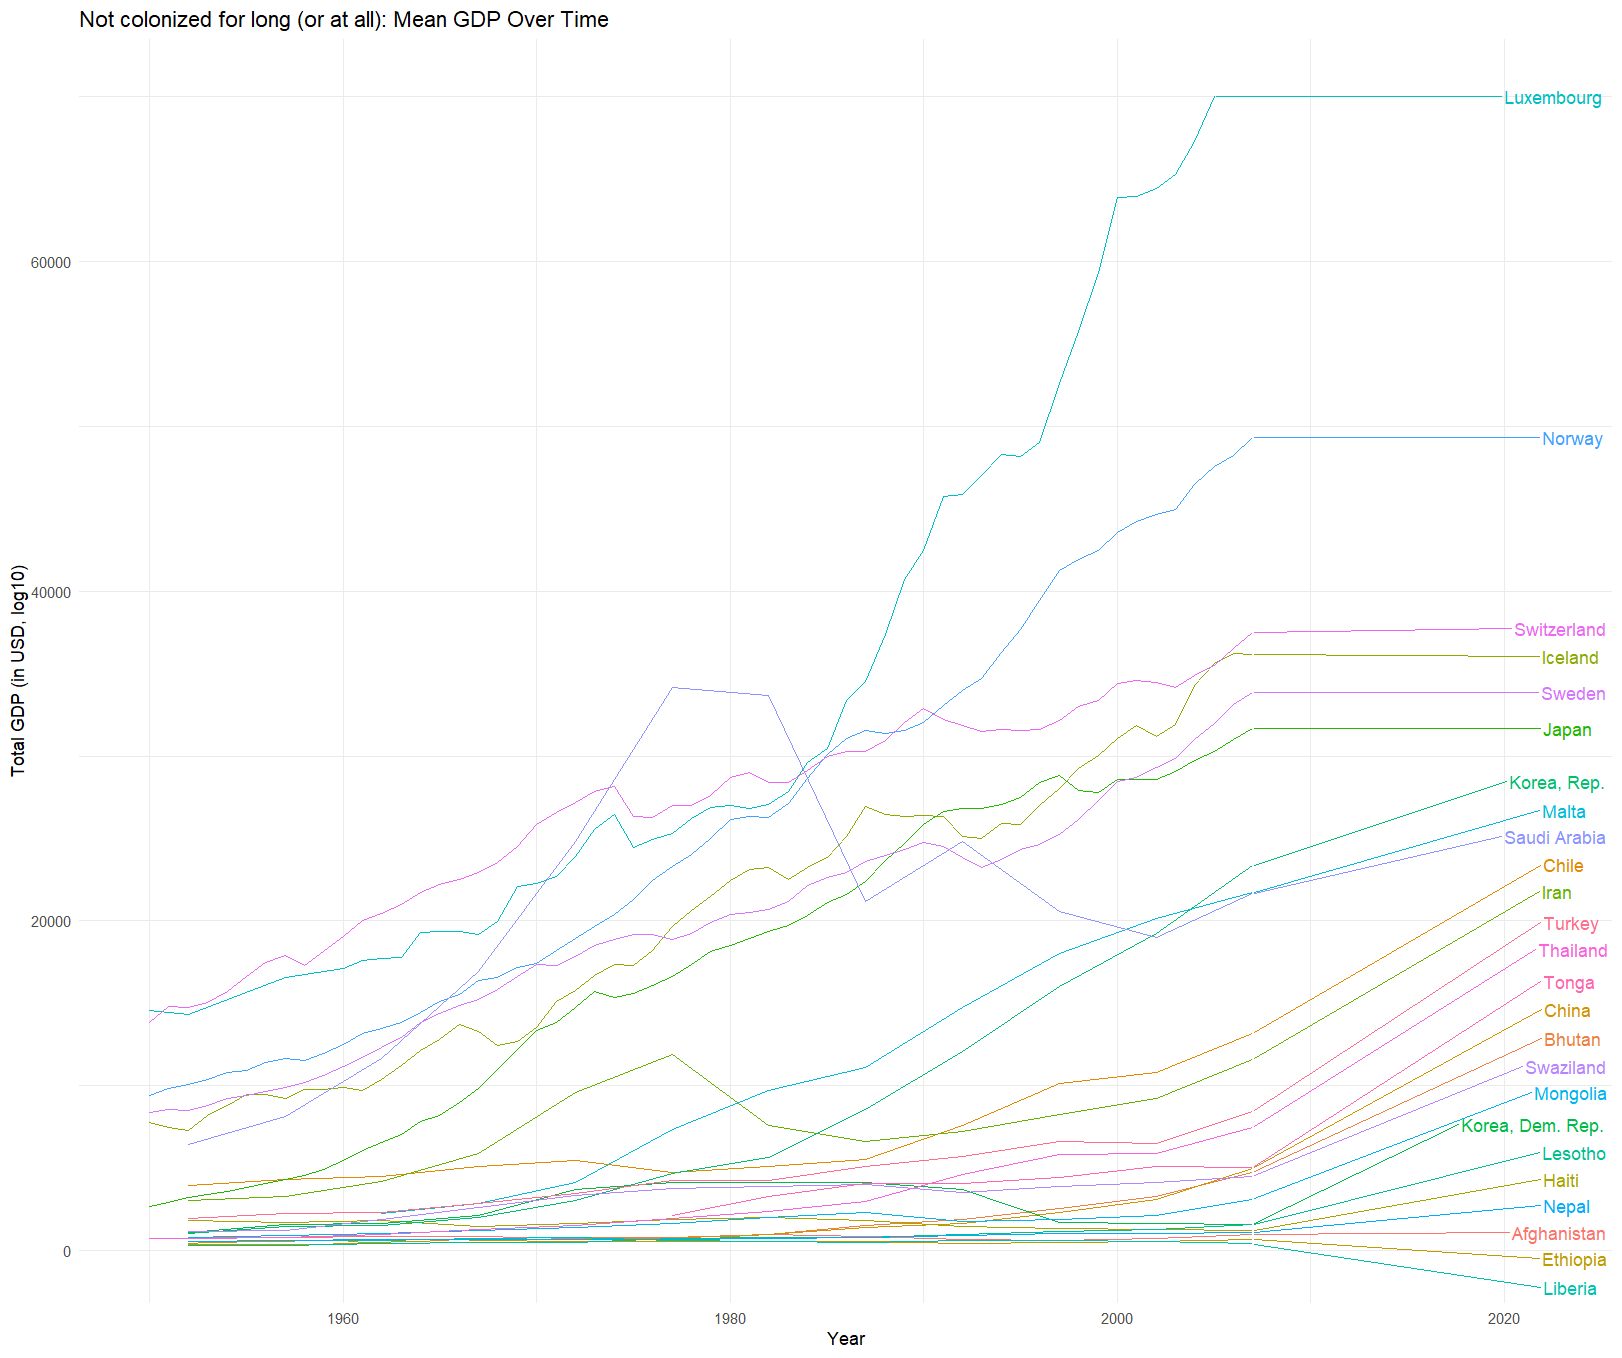 Not colonized for long (or at all): Mean GDP Over Time
Total GDP (in USD, log10)
60000
40000
20000
0
Luxembourg
Norway
Switzerland
Iceland
Sweden
Japan
Korea, Rep.
Malta
Saudi Arabia
Chile
Iran
Turkey
Thailand
Tonga
China
Bhutan
Swaziland
Mongolia
Korea, Dem. Rep.
Lesotho
Haiti
Nepal
Afghanistan
Ethiopia
Liberia
1960
1980
2000
2020
Year